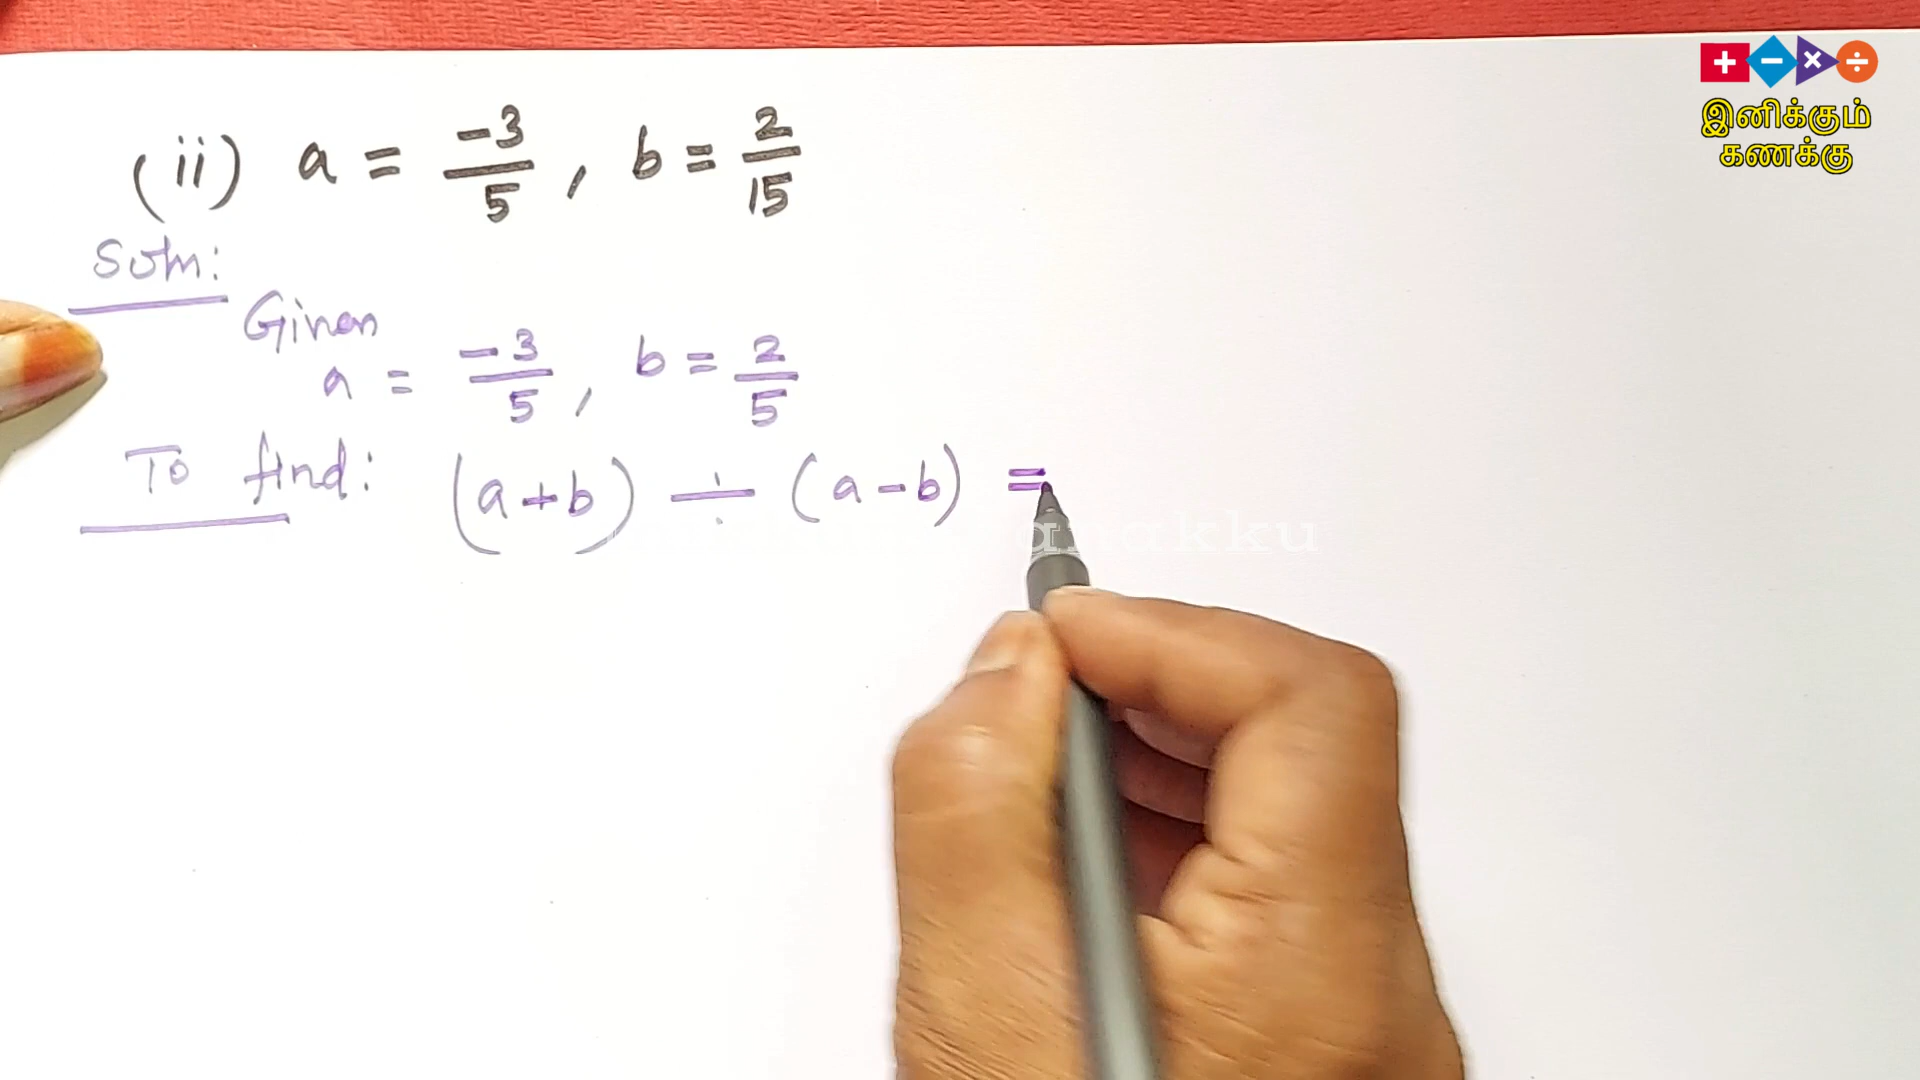 இனிக்கும்
கணக்கு
(ii) a = -3/5 , b = 2/15
Soln:
Given
a = -3/5 , b = 2/5
To find: (a+b) ÷ (a-b) =